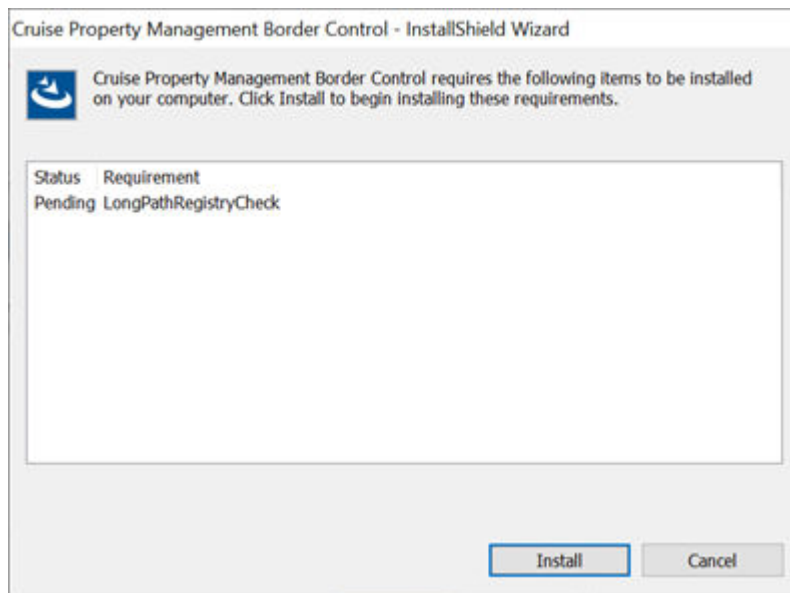 Cruise Property Management Border Control - InstallShield Wizard
Cruise Property Management Border Control requires the following items to be installed
on your computer. Click Install to begin installing these requirements.
Status Requirement
Pending LongPathRegistryCheck
Install Cancel